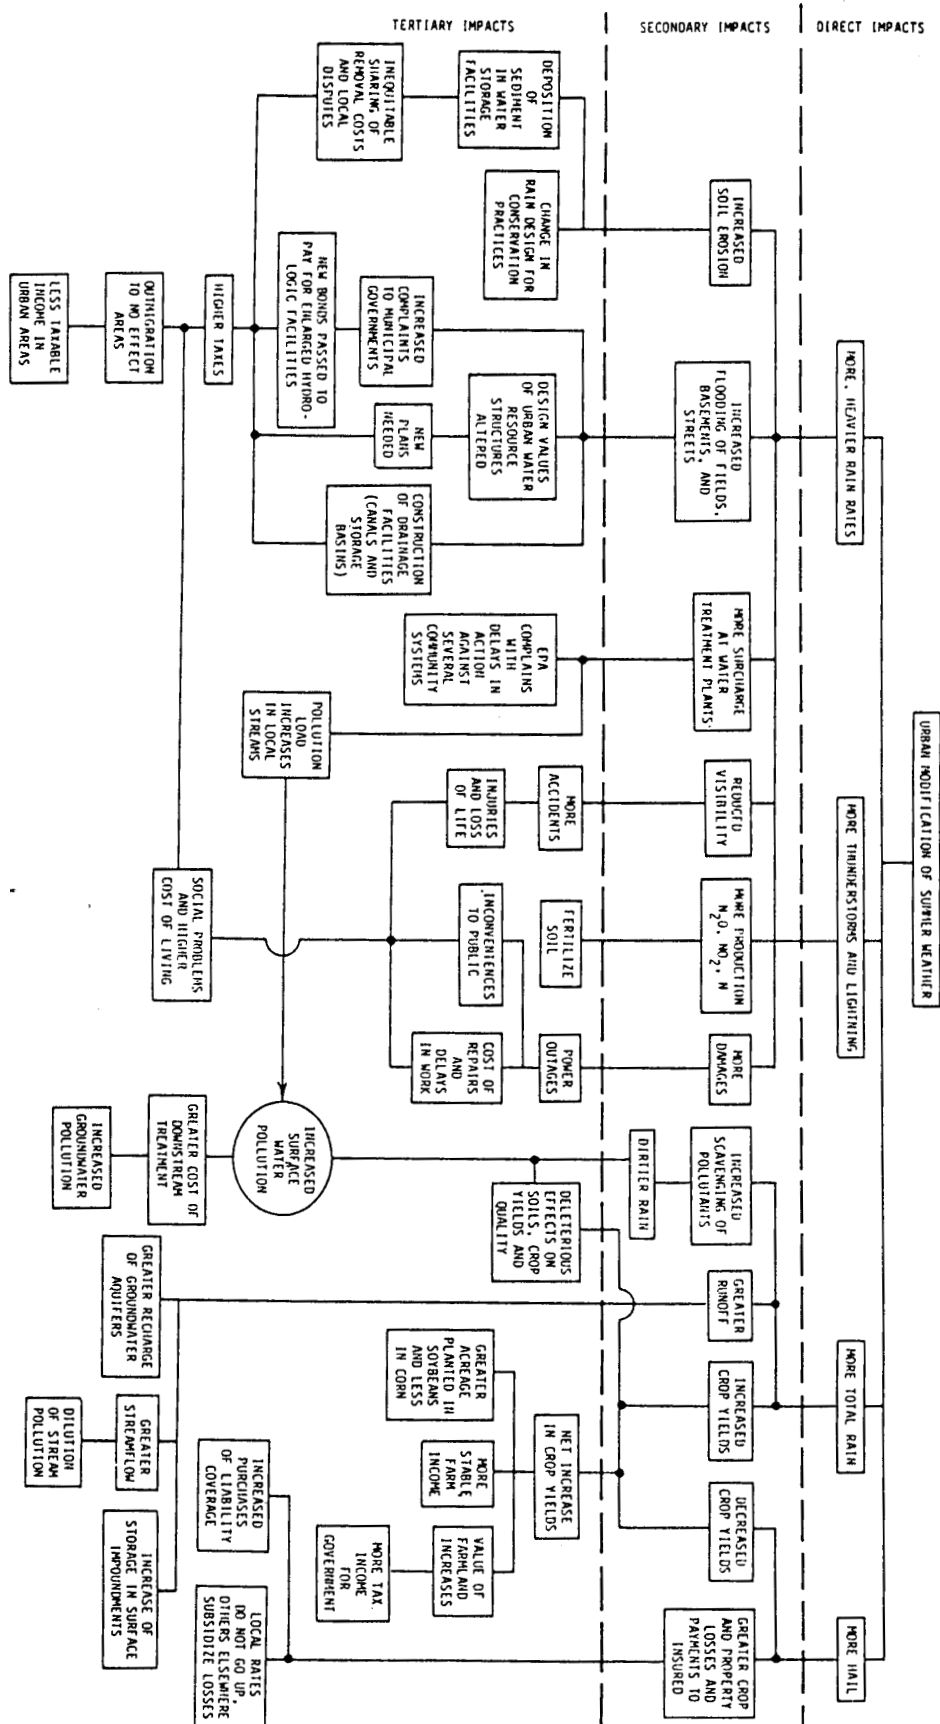 URBAN MODIFICATION OF SUMMER WEATHER
DIRECT IMPACTS
MORE, HEAVIER RAIN RATES
MORE THUNDERSTORMS AND LIGHTNING
MORE TOTAL RAIN
MORE HAIL
SECONDARY IMPACTS
INCREASED
SOIL EROSION
INCREASED
FLOODING OF FIELDS,
BASEMENTS, AND
STREETS
MORE SURCHARGE
AT WATER
TREATMENT PLANTS
REDUCED
VISIBILITY
MORE PRODUCTION
N₂O, NO₂, N
MORE
DAMAGES
INCREASED
SCAVENGING OF
POLLUTANTS
DIRTIER RAIN
GREATER
RUNOFF
INCREASED
CROP YIELDS
DECREASED
CROP YIELDS
GREATER CROP
AND PROPERTY
LOSSES AND
PAYMENTS TO
INSURED
TERTIARY IMPACTS
DEPOSITION
OF
SEDIMENT
IN WATER
STORAGE
FACILITIES
CHANGE IN
RAIN DESIGN FOR
CONSERVATION
PRACTICES
INEQUITABLE
SHARING OF
REMOVAL COSTS
AND LOCAL
DISPUTES
DESIGN VALUES
OF URBAN WATER
RESOURCE
STRUCTURES
ALTEPED
INCREASED
COMPLAINTS
TO MUNICIPAL
GOVERNMENTS
NEW
PLANS
NEEDED
CONSTRUCTION
OF DRAINAGE
FACILITIES
(CANALS AND
STORAGE
BASINS)
NEW BONDS PASSED TO
PAY FOR ENLARGED HYDRO-
LOGIC FACILITIES
HIGHER TAXES
OUTMIGRATION
TO NO EFFECT
AREAS
LESS TAXABLE
INCOME IN
URBAN AREAS
EPA
COMPLAINS
WITH
DELAYS IN
ACTION
AGAINST
SEVERAL
COMMUNITY
SYSTEMS
POLLUTION
LOAD
INCREASES
IN LOCAL
STREAMS
MORE
ACCIDENTS
INJURIES
AND LOSS
OF LIFE
FERTILIZE
SOIL
INCONVENIENCES
TO PUBLIC
POWER
OUTAGES
COST OF
REPAIRS
AND
DELAYS
IN WORK
SOCIAL PROBLEMS
AND HIGHER
COST OF LIVING
DELETERIOUS
EFFECTS ON
SOILS, CROP
YIELDS AND
QUALITY
INCREASED
SURFACE
WATER
POLLUTION
GREATER COST OF
DOWNSTREAM
TREATMENT
INCREASED
GROUNDWATER
POLLUTION
NET INCREASE
IN CROP YIELDS
GREATER
ACREAGE
PLANTED IN
SOYBEANS
AND LESS
IN CORN
MORE
STABLE
FARM
INCOME
VALUE OF
FARMLAND
INCREASES
MORE TAX
INCOME
FOR
GOVERNMENT
GREATER RECHARGE
OF GROUNDWATER
AQUIFERS
GREATER
STREAMFLOW
DILUTION
OF STREAM
POLLUTION
INCREASE OF
STORAGE IN SURFACE
IMPOUNDMENTS
INCREASED
PURCHASES
OF LIABILITY
COVERAGE
LOCAL RATES
DO NOT GO UP,
OTHERS ELSEWHERE
SUBSIDIZE LOSSES